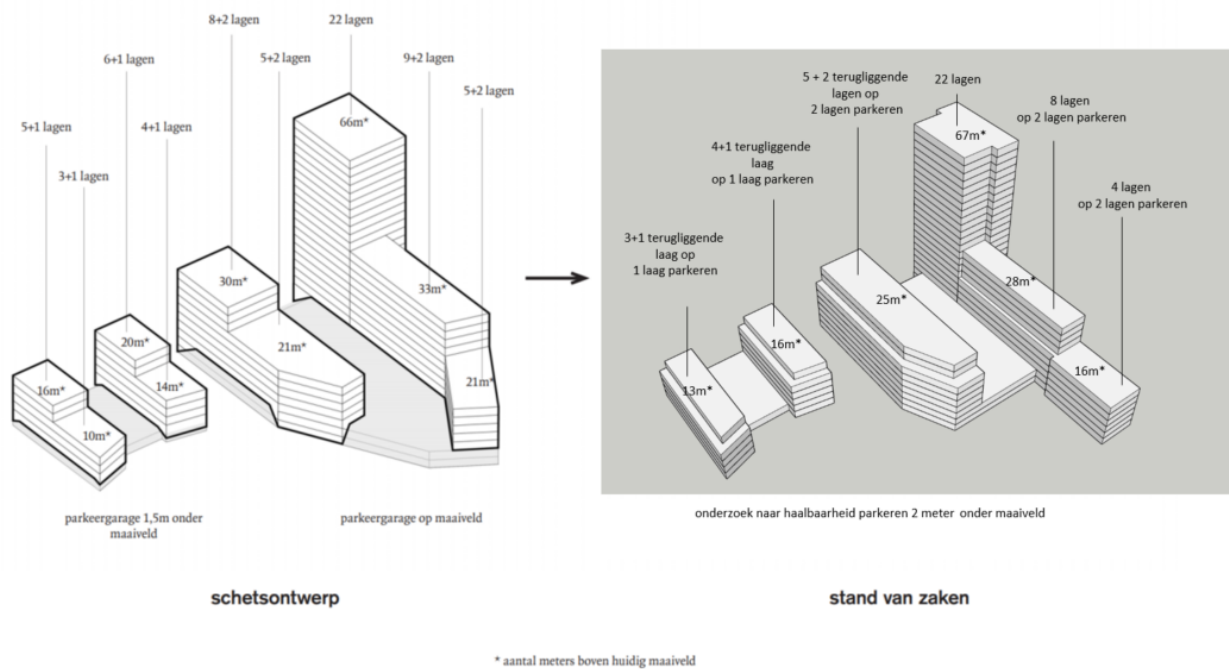 8+2 lagen
22 lagen
6+1 lagen
5+2 lagen
9+2 lagen
5+2 lagen
5+1 lagen
4+1 lagen
3+1 lagen
66m*
30m*
33m*
21m*
20m*
14m*
21m*
16m*
10m*
parkeergarage 1,5m onder
maaiveld
parkeergarage op maaiveld
schetsontwerp
5 + 2 terugliggende
lagen op
2 lagen parkeren
22 lagen
8 lagen
op 2 lagen parkeren
4+1 terugliggende
laag
op 1 laag parkeren
4 lagen
op 2 lagen parkeren
3+1 terugliggende
laag op
1 laag parkeren
67m*
28m*
25m*
16m*
16m*
13m*
onderzoek naar haalbaarheid parkeren 2 meter onder maaiveld
stand van zaken
* aantal meters boven huidig maaiveld